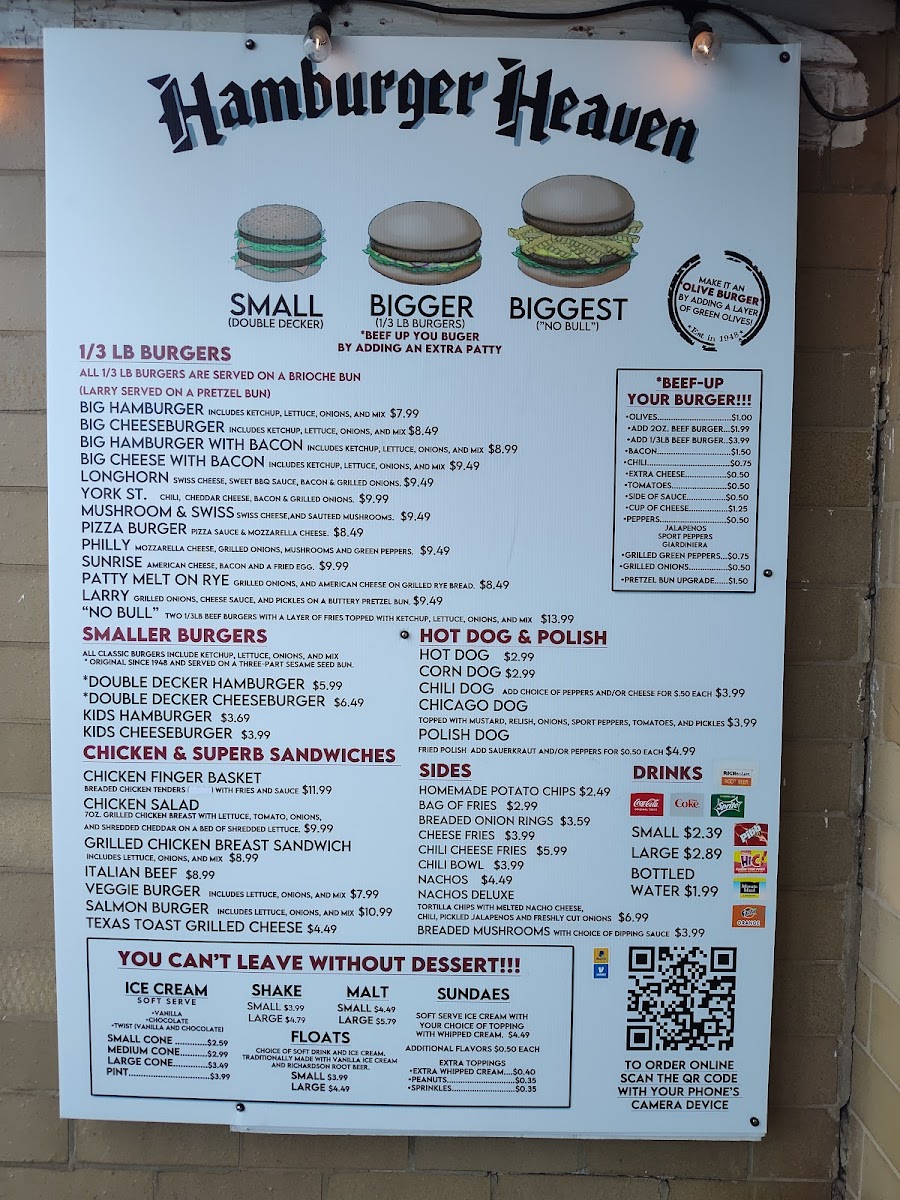 Hamburger Heaven
SMALL
(DOUBLE DECKER)
BIGGER
(1/3 LB BURGERS)
*BEEF UP YOU BUGER
BY ADDING AN EXTRA PATTY
BIGGEST
("NO BULL")
MAKE IT AN
"OLIVE BURGER"
BY ADDING A LAYER
OF GREEN OLIVES!
*Est in 1948*
1/3 LB BURGERS
ALL 1/3 LB BURGERS ARE SERVED ON A BRIOCHE BUN
(LARRY SERVED ON A PRETZEL BUN)
BIG HAMBURGER INCLUDES KETCHUP, LETTUCE, ONIONS, AND MIX $7.99
BIG CHEESEBURGER INCLUDES KETCHUP, LETTUCE, ONIONS, AND MIX $8.49
BIG HAMBURGER WITH BACON INCLUDES KETCHUP, LETTUCE, ONIONS, AND MIX $8.99
BIG CHEESE WITH BACON INCLUDES KETCHUP, LETTUCE, ONIONS, AND MIX $9.49
LONGHORN SWISS CHEESE, SWEET BBQ SAUCE, BACON & GRILLED ONIONS. $9.49
YORK ST. CHILI, CHEDDAR CHEESE, BACON & GRILLED ONIONS. $9.99
MUSHROOM & SWISS SWISS CHEESE,AND SAUTEED MUSHROOMS. $9.49
PIZZA BURGER PIZZA SAUCE & MOZZARELLA CHEESE. $8.49
PHILLY MOZZARELLA CHEESE, GRILLED ONIONS, MUSHROOMS AND GREEN PEPPERS. $9.49
SUNRISE AMERICAN CHEESE, BACON AND A FRIED EGG. $9.99
PATTY MELT ON RYE GRILLED ONIONS, AND AMERICAN CHEESE ON GRILLED RYE BREAD. $8.49
LARRY GRILLED ONIONS, CHEESE SAUCE, AND PICKLES ON A BUTTERY PRETZEL BUN. $9.49
"NO BULL" TWO 1/3LB BEEF BURGERS WITH A LAYER OF FRIES TOPPED WITH KETCHUP, LETTUCE, ONIONS, AND MIX $13.99
*BEEF-UP
YOUR BURGER!!!
•OLIVES..................$1.00
•ADD 2OZ. BEEF BURGER...$1.99
•ADD 1/3LB BEEF BURGER..$3.99
•BACON..................$1.50
•CHILI..................$0.75
•EXTRA CHEESE..................$0.50
•TOMATOES..................$0.50
•SIDE OF SAUCE..................$0.50
•CUP OF CHEESE..................$1.25
•PEPPERS..................$0.50
JALAPENOS
SPORT PEPPERS
GIARDINIERA
•GRILLED GREEN PEPPERS...$0.75
•GRILLED ONIONS..................$0.50
•PRETZEL BUN UPGRADE......$1.50
SMALLER BURGERS
ALL CLASSIC BURGERS INCLUDE KETCHUP, LETTUCE, ONIONS, AND MIX
* ORIGINAL SINCE 1948 AND SERVED ON A THREE-PART SESAME SEED BUN.
*DOUBLE DECKER HAMBURGER $5.99
*DOUBLE DECKER CHEESEBURGER $6.49
KIDS HAMBURGER $3.69
KIDS CHEESEBURGER $3.99
HOT DOG & POLISH
HOT DOG $2.99
CORN DOG $2.99
CHILI DOG ADD CHOICE OF PEPPERS AND/OR CHEESE FOR $.50 EACH $3.99
CHICAGO DOG
TOPPED WITH MUSTARD, RELISH, ONIONS, SPORT PEPPERS, TOMATOES, AND PICKLES $3.99
POLISH DOG
FRIED POLISH ADD SAUERKRAUT AND/OR PEPPERS FOR $0.50 EACH $4.99
CHICKEN & SUPERB SANDWICHES
CHICKEN FINGER BASKET
BREADED CHICKEN TENDERS ( ) WITH FRIES AND SAUCE $11.99
CHICKEN SALAD
7OZ. GRILLED CHICKEN BREAST WITH LETTUCE, TOMATO, ONIONS,
AND SHREDDED CHEDDAR ON A BED OF SHREDDED LETTUCE. $9.99
GRILLED CHICKEN BREAST SANDWICH
INCLUDES LETTUCE, ONIONS, AND MIX $8.99
ITALIAN BEEF $8.99
VEGGIE BURGER INCLUDES LETTUCE, ONIONS, AND MIX $7.99
SALMON BURGER INCLUDES LETTUCE, ONIONS, AND MIX $10.99
TEXAS TOAST GRILLED CHEESE $4.49
SIDES
HOMEMADE POTATO CHIPS $2.49
BAG OF FRIES $2.99
BREADED ONION RINGS $3.59
CHEESE FRIES $3.99
CHILI CHEESE FRIES $5.99
CHILI BOWL $3.99
NACHOS $4.49
NACHOS DELUXE
TORTILLA CHIPS WITH MELTED NACHO CHEESE,
CHILI, PICKLED JALAPENOS AND FRESHLY CUT ONIONS $6.99
BREADED MUSHROOMS WITH CHOICE OF DIPPING SAUCE $3.99
DRINKS
ROOT BEER
Coca-Cola
Coke
Sprite
SMALL $2.39
LARGE $2.89
BOTTLED
WATER $1.99
PIBB
HI-C
Minute Maid
Fanta
ORANGE
YOU CAN'T LEAVE WITHOUT DESSERT!!!
ICE CREAM
SOFT SERVE
•VANILLA
•CHOCOLATE
•TWIST (VANILLA AND CHOCOLATE)
SMALL CONE ............$2.59
MEDIUM CONE............$2.99
LARGE CONE............$3.49
PINT..................$3.99
SHAKE
SMALL $3.99
LARGE $4.79
MALT
SMALL $4.49
LARGE $5.79
FLOATS
CHOICE OF SOFT DRINK AND ICE CREAM.
TRADITIONALLY MADE WITH VANILLA ICE CREAM
AND RICHARDSON ROOT BEER.
SMALL $3.99
LARGE $4.49
SUNDAES
SOFT SERVE ICE CREAM WITH
YOUR CHOICE OF TOPPING
WITH WHIPPED CREAM. $4.49
ADDITIONAL FLAVORS $0.50 EACH
EXTRA TOPPINGS
•EXTRA WHIPPED CREAM....$0.40
•PEANUTS..................$0.35
•SPRINKLES..................$0.35
TO ORDER ONLINE
SCAN THE QR CODE
WITH YOUR PHONE'S
CAMERA DEVICE